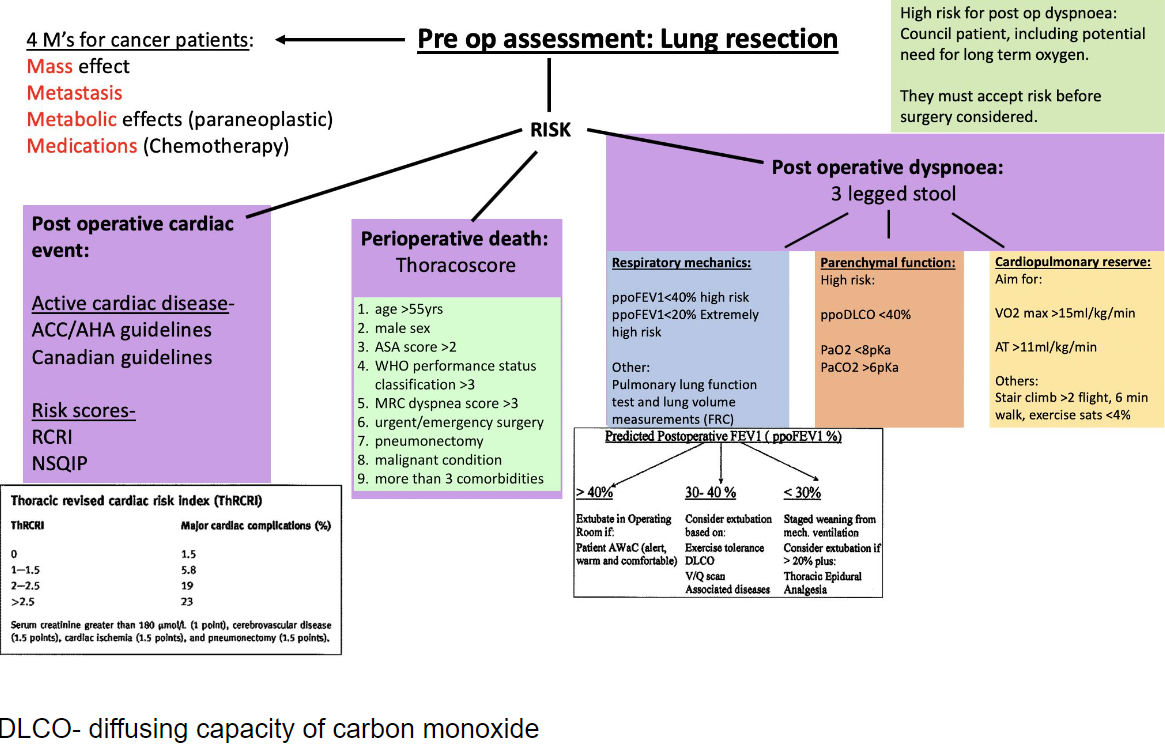 Pre op assessment: Lung resection
4 M's for cancer patients:
Mass effect
Metastasis
Metabolic effects (paraneoplastic)
Medications (Chemotherapy)
High risk for post op dyspnoea:
Council patient, including potential
need for long term oxygen.
They must accept risk before
surgery considered.
RISK
Post operative cardiac
event:
Active cardiac disease-
ACC/AHA guidelines
Canadian guidelines
Risk scores-
RCRI
NSQIP
Thoracic revised cardiac risk index (ThRCRI)
ThRCRI Major cardiac complications (%)
0 1.5
1–1.5 5.8
2–2.5 19
>2.5 23
Serum creatinine greater than 180 µmol/L (1 point), cerebrovascular disease
(1.5 points), cardiac ischemia (1.5 points), and pneumonectomy (1.5 points).
Perioperative death:
Thoracoscore
1. age >55yrs
2. male sex
3. ASA score >2
4. WHO performance status
classification >3
5. MRC dyspnea score >3
6. urgent/emergency surgery
7. pneumonectomy
8. malignant condition
9. more than 3 comorbidities
Post operative dyspnoea:
3 legged stool
Respiratory mechanics:
ppoFEV1<40% high risk
ppoFEV1<20% Extremely
high risk
Other:
Pulmonary lung function
test and lung volume
measurements (FRC)
Parenchymal function:
High risk:
ppoDLCO <40%
PaO2 <8pKa
PaCO2 >6pKa
Cardiopulmonary reserve:
Aim for:
VO2 max >15ml/kg/min
AT >11ml/kg/min
Others:
Stair climb >2 flight, 6 min
walk, exercise sats <4%
Predicted Postoperative FEV1 ( ppoFEV1 %)
> 40%
Extubate in Operating
Room if:
Patient AWaC (alert,
warm and comfortable)
30- 40 %
Consider extubation
based on:
Exercise tolerance
DLCO
V/Q scan
Associated diseases
< 30%
Staged weaning from
mech. ventilation
Consider extubation if
> 20% plus:
Thoracic Epidural
Analgesia
DLCO- diffusing capacity of carbon monoxide